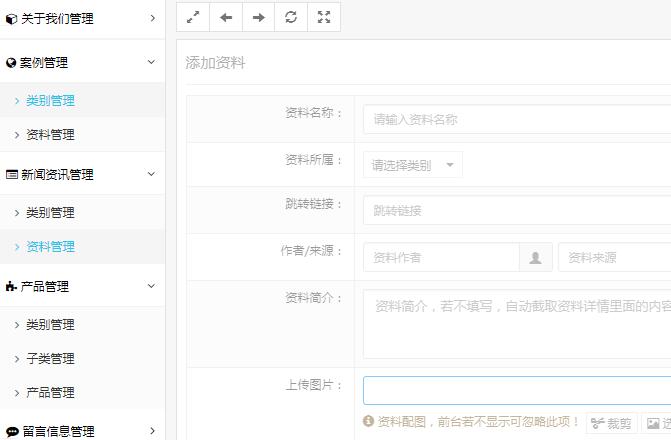 关于我们管理
案例管理
类别管理
资料管理
新闻资讯管理
类别管理
资料管理
产品管理
类别管理
子类管理
产品管理
留言信息管理
添加资料
资料名称：
请输入资料名称
资料所属：
请选择类别
跳转链接：
跳转链接
作者/来源：
资料作者
资料来源
资料简介：
资料简介，若不填写，自动截取资料详情里面的内容
上传图片：
资料配图，前台若不显示可忽略此项！
裁剪